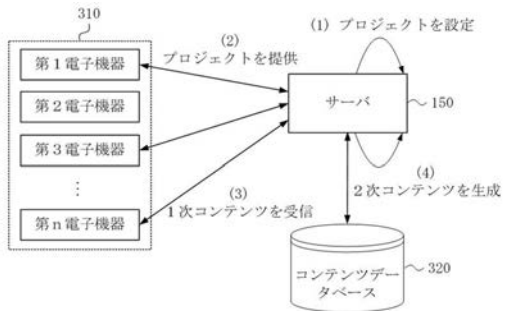 310
第１電子機器
第２電子機器
第３電子機器
⋮
第ｎ電子機器
(2)
プロジェクトを提供
(1) プロジェクトを設定
サーバ
150
(3)
１次コンテンツを受信
(4)
２次コンテンツを生成
コンテンツデー
タベース
320